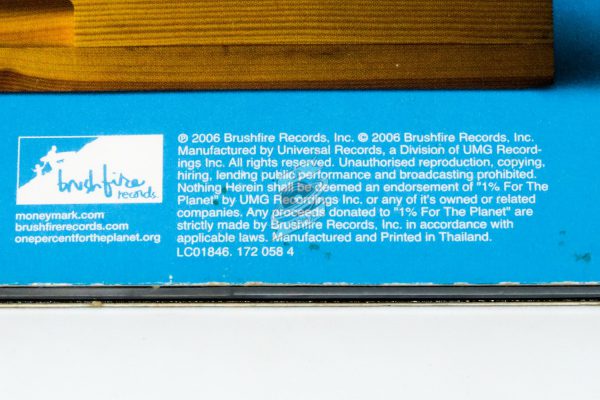 brushfire
records
moneymark.com
brushfirerecords.com
onepercentfortheplanet.org
℗ 2006 Brushfire Records, Inc. © 2006 Brushfire Records, Inc.
Manufactured by Universal Records, a Division of UMG Record-
ings Inc. All rights reserved. Unauthorised reproduction, copying,
hiring, lending public performance and broadcasting prohibited.
Nothing herein shall be deemed an endorsement of "1% For The
Planet" by UMG Recordings Inc. or any of it's owned or related
companies. Any proceeds donated to "1% For The Planet" are
strictly made by Brushfire Records, Inc. in accordance with
applicable laws. Manufactured and Printed in Thailand.
LC01846. 172 058 4